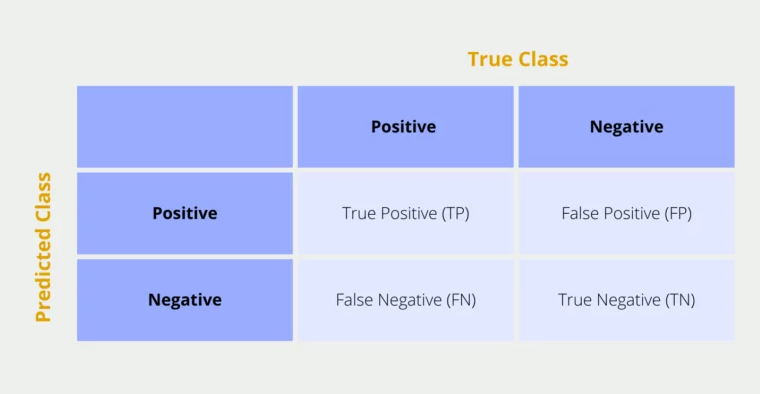 True Class
Positive
Negative
Predicted Class
Positive
True Positive (TP)
False Positive (FP)
Negative
False Negative (FN)
True Negative (TN)